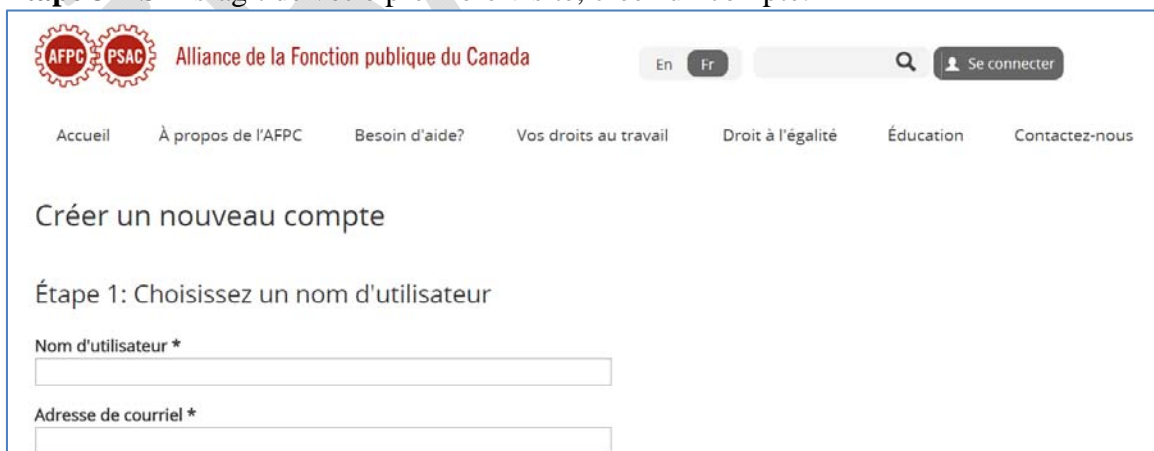 AFPC PSAC Alliance de la Fonction publique du Canada En Fr Se connecter
Accueil À propos de l'AFPC Besoin d'aide? Vos droits au travail Droit à l'égalité Éducation Contactez-nous
Créer un nouveau compte
Étape 1: Choisissez un nom d'utilisateur
Nom d'utilisateur *
Adresse de courriel *